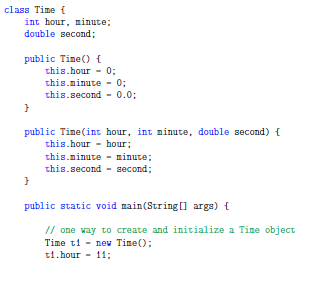 class Time {
int hour, minute;
double second;
public Time() {
this.hour = 0;
this.minute = 0;
this.second = 0.0;
}
public Time(int hour, int minute, double second) {
this.hour = hour;
this.minute = minute;
this.second = second;
}
public static void main(String[] args) {
// one way to create and initialize a Time object
Time t1 = new Time();
t1.hour = 11;